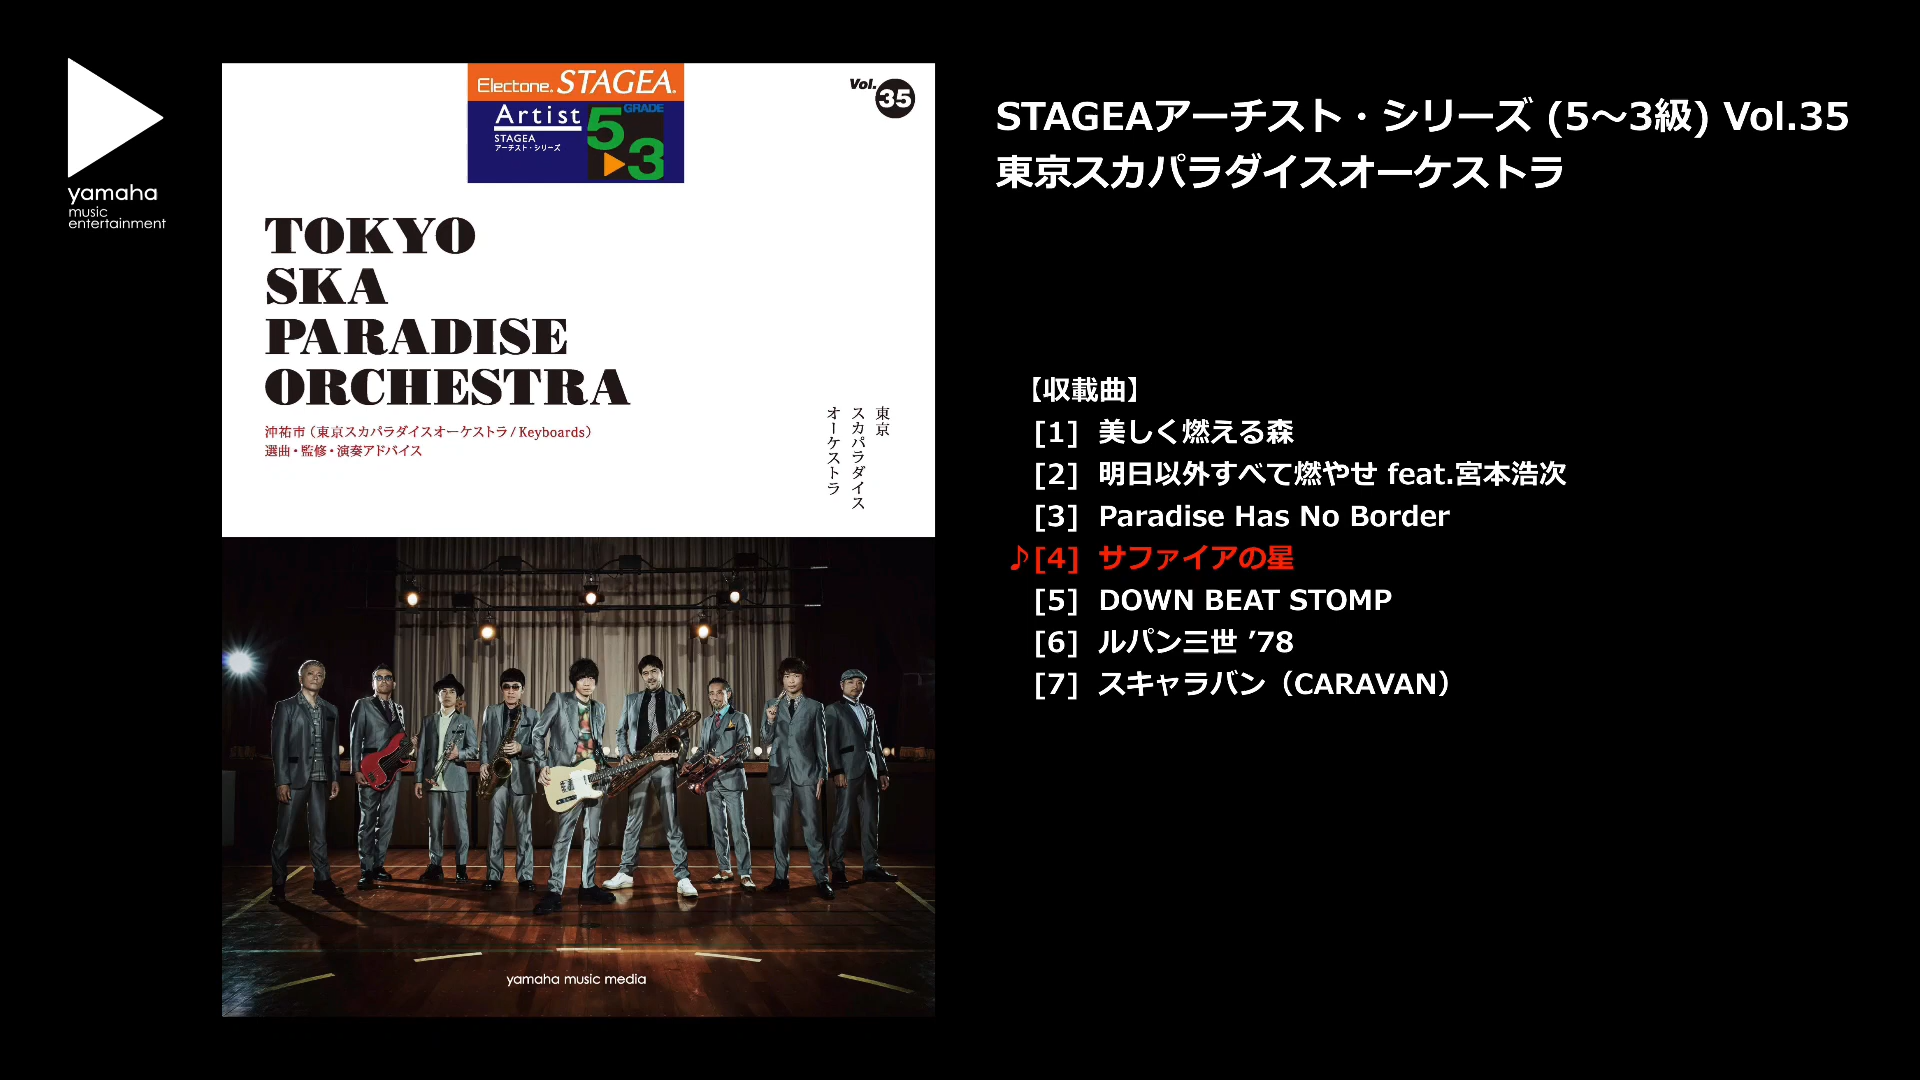 yamaha
music
entertainment
Electone. STAGEA.
Artist
STAGEA
アーチスト・シリーズ
GRADE
5▶3
Vol.35
TOKYO
SKA
PARADISE
ORCHESTRA
沖祐市（東京スカパラダイスオーケストラ/Keyboards）
選曲・監修・演奏アドバイス
東京
スカパラダイス
オーケストラ
yamaha music media
STAGEAアーチスト・シリーズ (5～3級) Vol.35
東京スカパラダイスオーケストラ
【収載曲】
[1] 美しく燃える森
[2] 明日以外すべて燃やせ feat.宮本浩次
[3] Paradise Has No Border
♪[4] サファイアの星
[5] DOWN BEAT STOMP
[6] ルパン三世 ’78
[7] スキャラバン（CARAVAN）